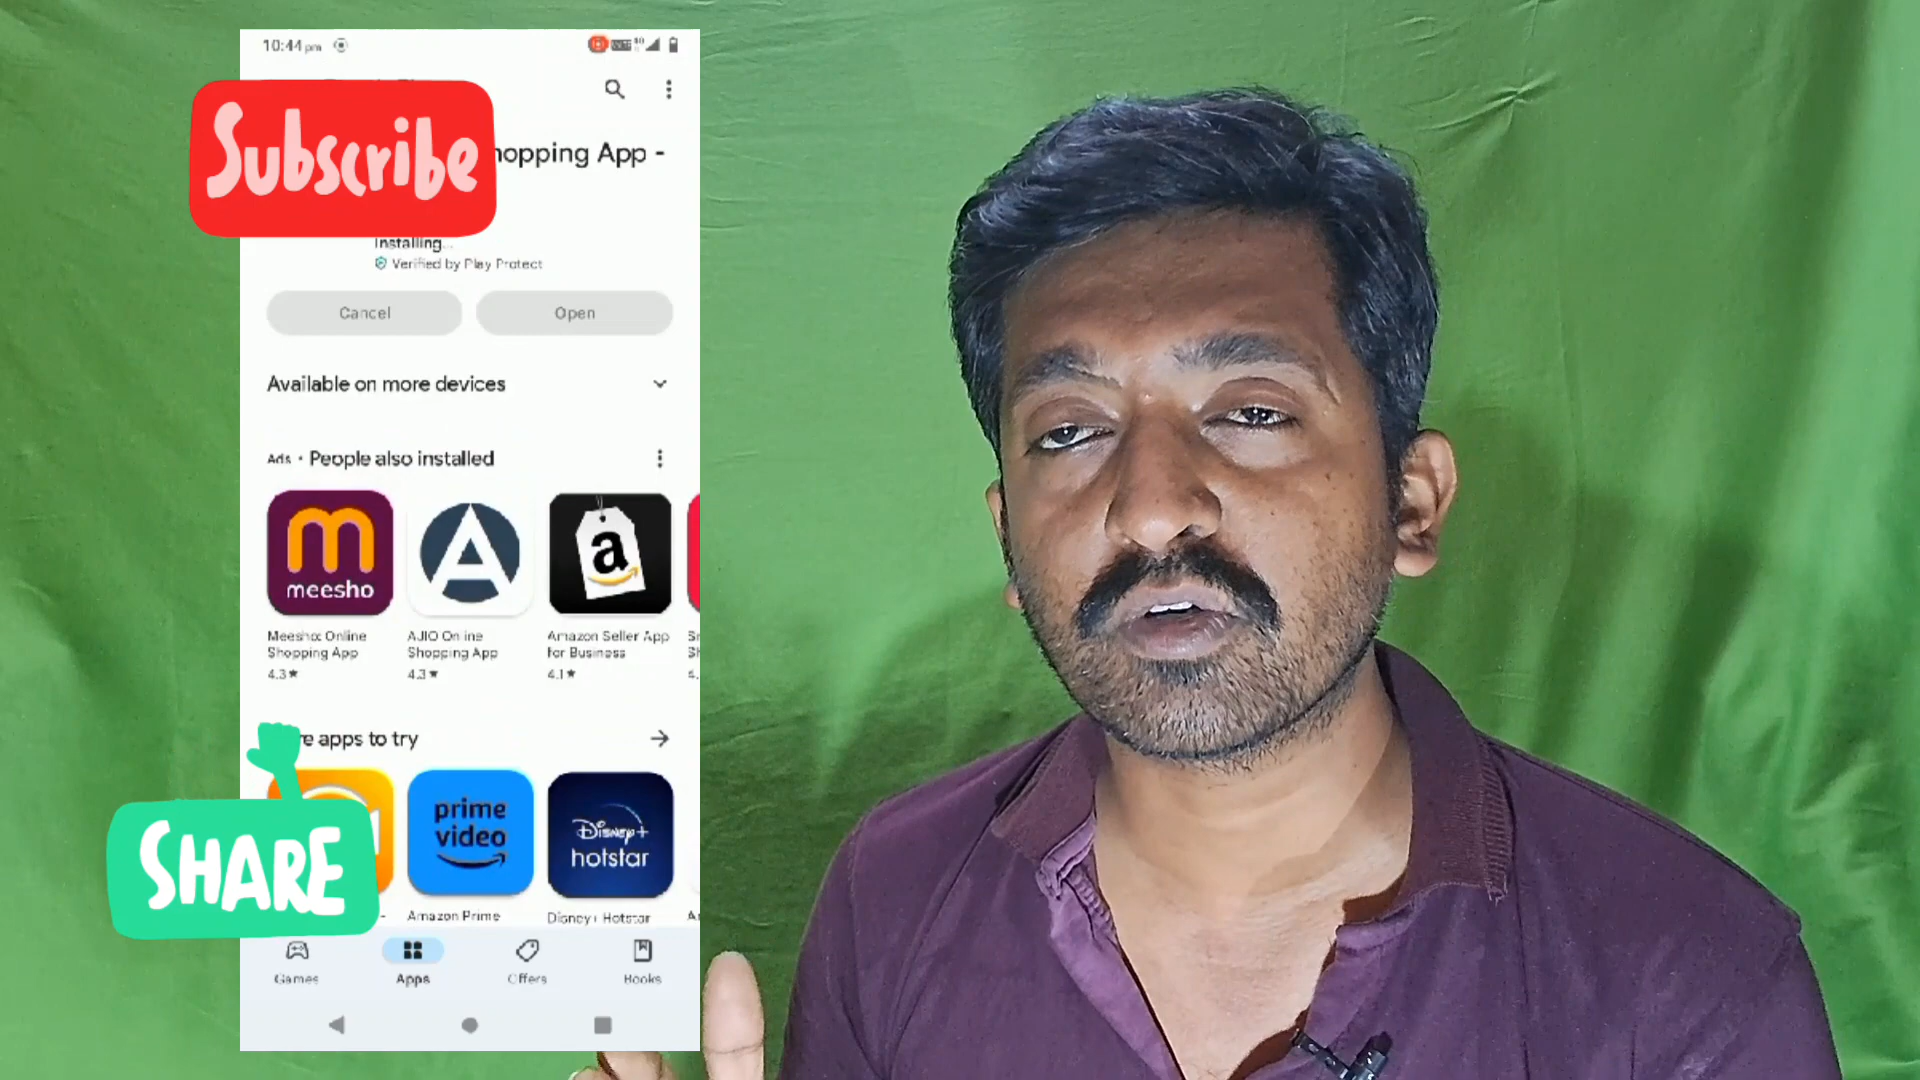 10:44pm
Subscribe
hopping App -
Installing...
Verified by Play Protect
Cancel
Open
Available on more devices
Ads • People also installed
meesho
A
a
Meesho: Online
Shopping App
4.3★
AJIO Online
Shopping App
4.3★
Amazon Seller App
for Business
4.1★
e apps to try
prime
video
Disney+
hotstar
SHARE
Amazon Prime
Disney+ Hotstar
Games
Apps
Offers
Books